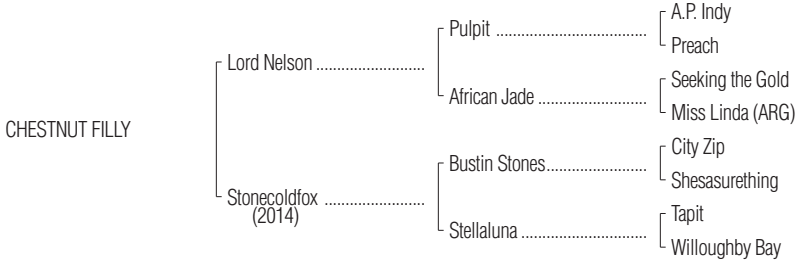 A.P. Indy
Pulpit ..................................
Preach
Lord Nelson ........................
Seeking the Gold
African Jade ........................
Miss Linda (ARG)
CHESTNUT FILLY
City Zip
Bustin Stones.......................
Shesasurething
Stonecoldfox ......................
(2014)
Tapit
Stellaluna .............................
Willoughby Bay